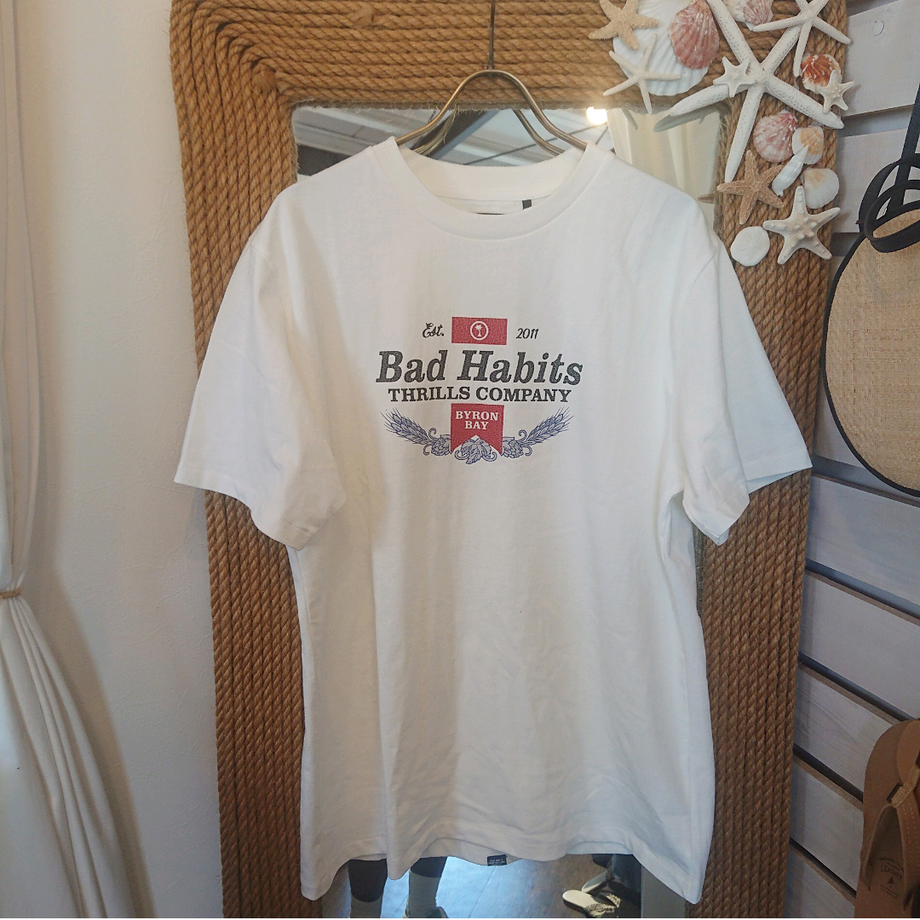 Est. 2011
Bad Habits
THRILLS COMPANY
BYRON
BAY